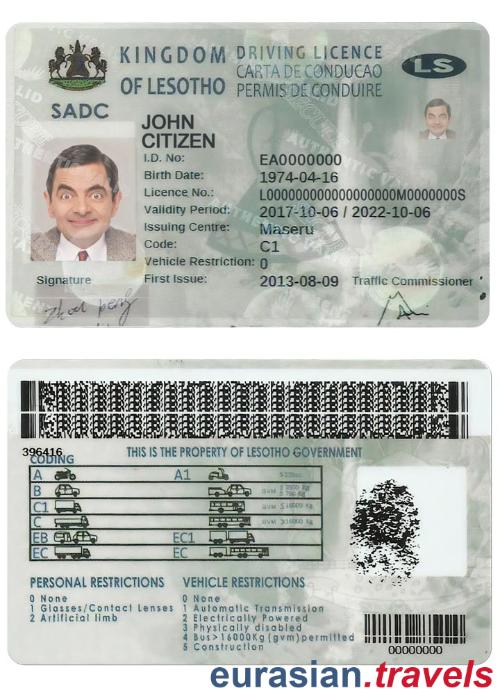 KINGDOM
OF LESOTHO
DRIVING LICENCE
CARTA DE CONDUCAO
PERMIS DE CONDUIRE
LS
SADC
JOHN
CITIZEN
I.D. No: EA0000000
Birth Date: 1974-04-16
Licence No.: L000000000000000000M0000000S
Validity Period: 2017-10-06 / 2022-10-06
Issuing Centre: Maseru
Code: C1
Vehicle Restriction: 0
First Issue: 2013-08-09
Signature
Traffic Commissioner
396416
THIS IS THE PROPERTY OF LESOTHO GOVERNMENT
CODING
A A1
B
C1
C
EB EC1
EC EC
PERSONAL RESTRICTIONS
0 None
1 Glasses/Contact Lenses
2 Artificial limb
VEHICLE RESTRICTIONS
0 None
1 Automatic Transmission
2 Electrically Powered
3 Physically disabled
4 Bus>16000Kg(gvm)permitted
5 Construction
00000000
eurasian.travels